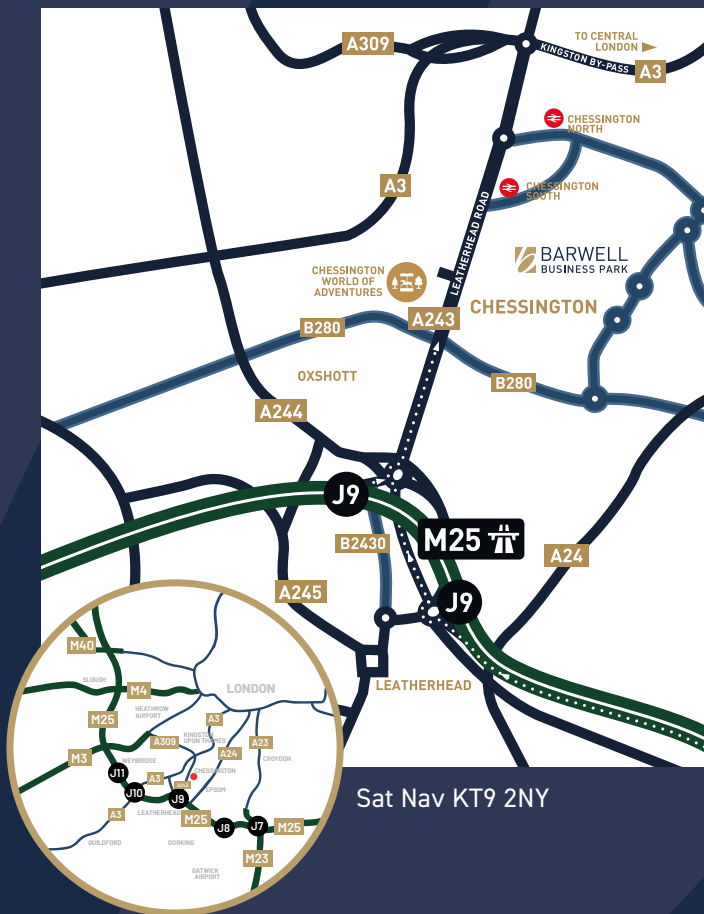 A309
TO CENTRAL
LONDON
KINGSTON BY-PASS
A3
CHESSINGTON
NORTH
A3
CHESSINGTON
SOUTH
LEATHERHEAD ROAD
BARWELL
BUSINESS PARK
CHESSINGTON
WORLD OF
ADVENTURES
CHESSINGTON
A243
B280
OXSHOTT
B280
A244
J9
M25
B2430
A24
A245
J9
LEATHERHEAD
Sat Nav KT9 2NY
M40
SLOUGH
M4
LONDON
HEATHROW
AIRPORT
M25
A3
A309
KINGSTON
UPON THAMES
A24
A23
M3
WEYBRIDGE
CROYDON
J11
A3
CHESSINGTON
A243
J10
J9
EPSOM
A3
LEATHERHEAD
M25
J8
J7
M25
GUILDFORD
DORKING
M23
GATWICK
AIRPORT